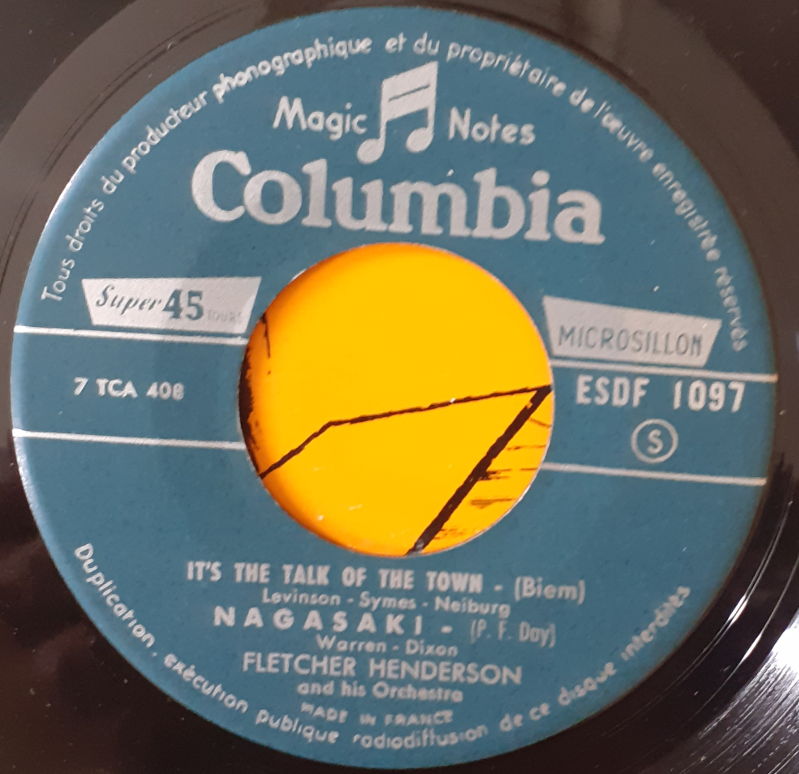 Tous droits du producteur phonographique et du propriétaire de l'œuvre enregistrée réservés
Magic Notes
Columbia
Super 45 TOURS
MICROSILLON
7 TCA 408
ESDF 1097
S
IT'S THE TALK OF THE TOWN - (Biem)
Levinson - Symes - Neiburg
NAGASAKI - (P. F. Day)
Warren - Dixon
FLETCHER HENDERSON
and his Orchestra
MADE IN FRANCE
Duplication, exécution publique radiodiffusion de ce disque interdites